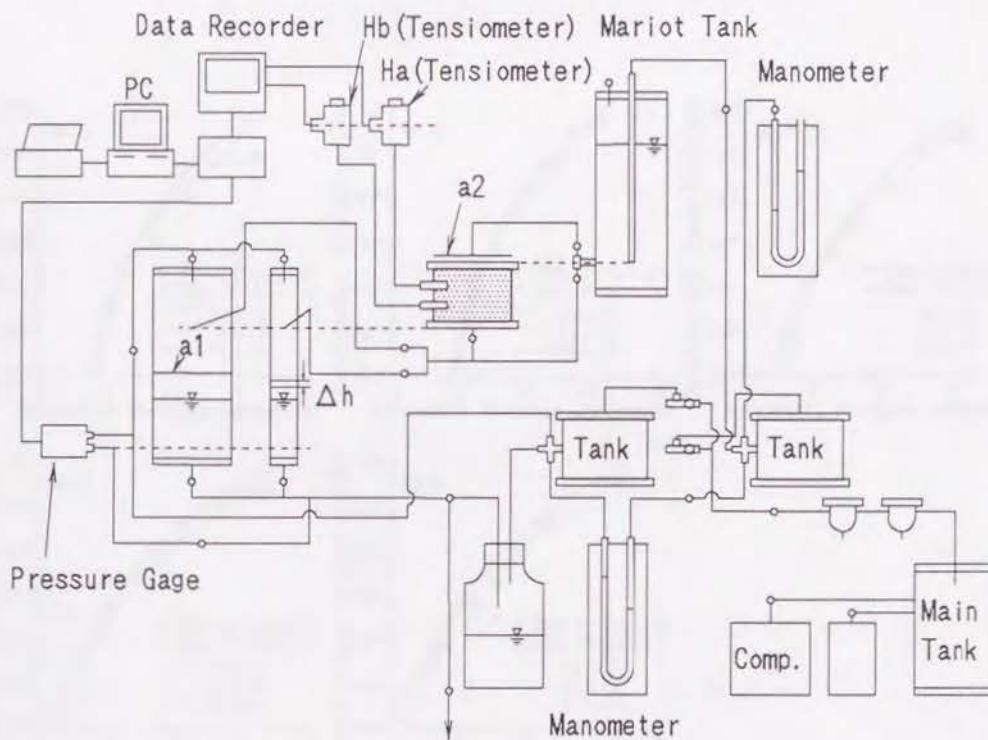 Data Recorder
Hb(Tensiometer)
Mariot Tank
Ha(Tensiometer)
Manometer
PC
a2
a1
Δh
Tank
Tank
Pressure Gage
Main
Tank
Comp.
Manometer